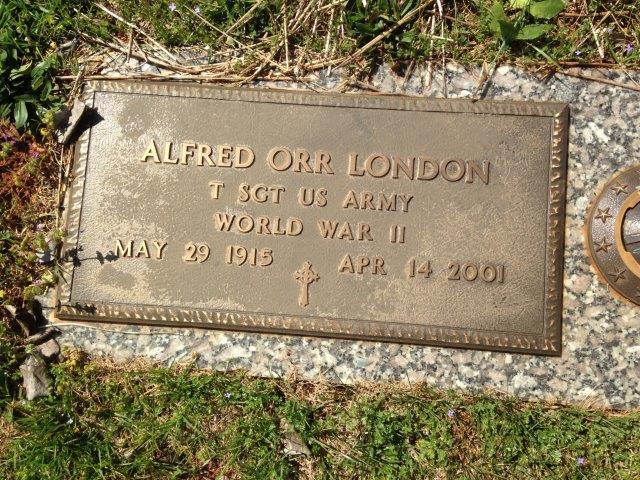 ALFRED ORR LONDON
T SGT US ARMY
WORLD WAR II
MAY 29 1915 APR 14 2001